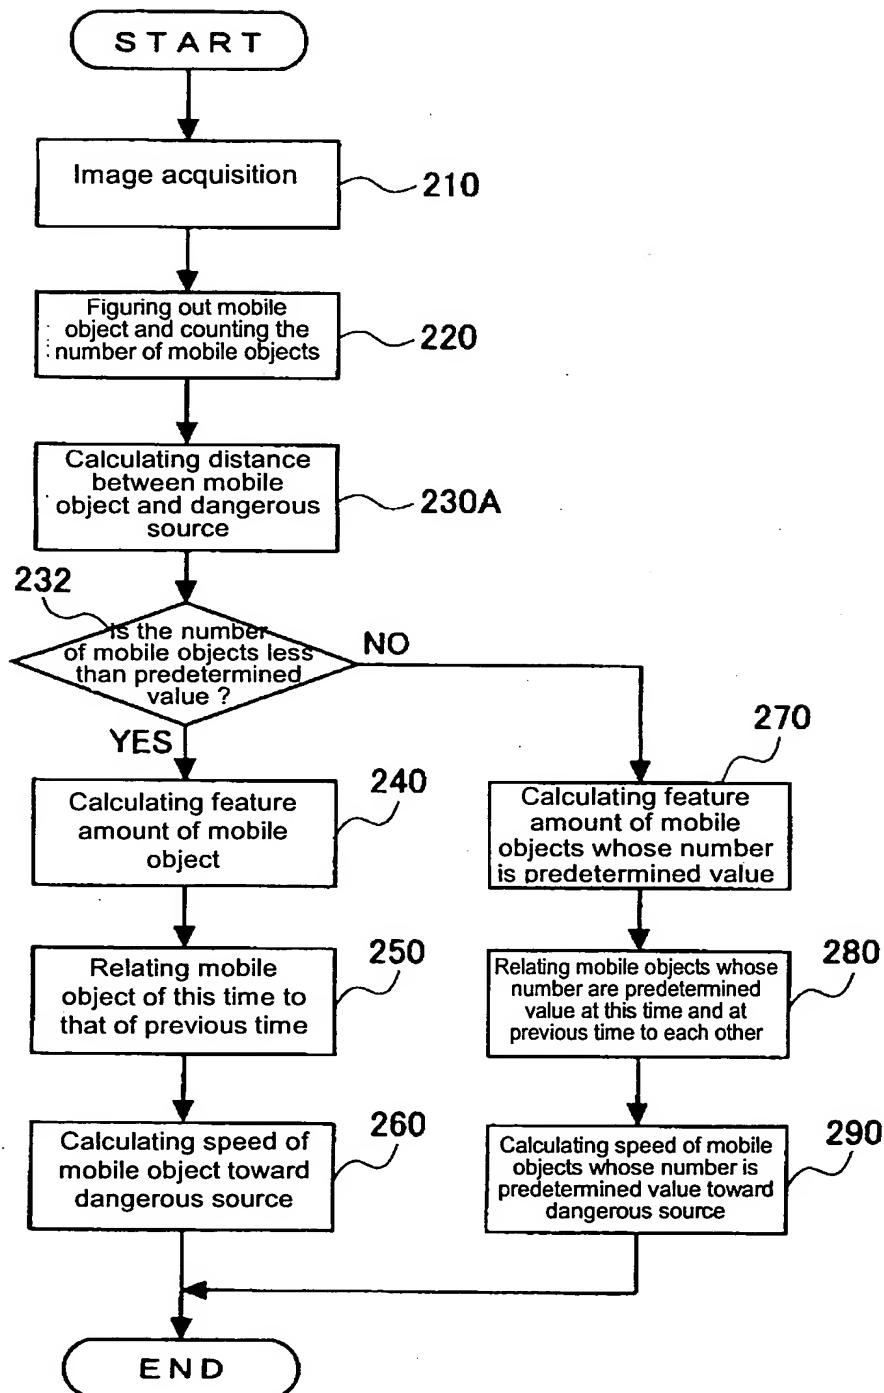 START
Image acquisition
210
Figuring out mobile
object and counting the
number of mobile objects
220
Calculating distance
between mobile
object and dangerous
source
230A
232
Is the number
of mobile objects less
than predetermined
value ?
NO
YES
240
Calculating feature
amount of mobile
object
270
Calculating feature
amount of mobile
objects whose number
is predetermined value
250
Relating mobile
object of this time to
that of previous time
280
Relating mobile objects whose
number are predetermined
value at this time and at
previous time to each other
260
Calculating speed of
mobile object toward
dangerous source
290
Calculating speed of mobile
objects whose number is
predetermined value toward
dangerous source
END